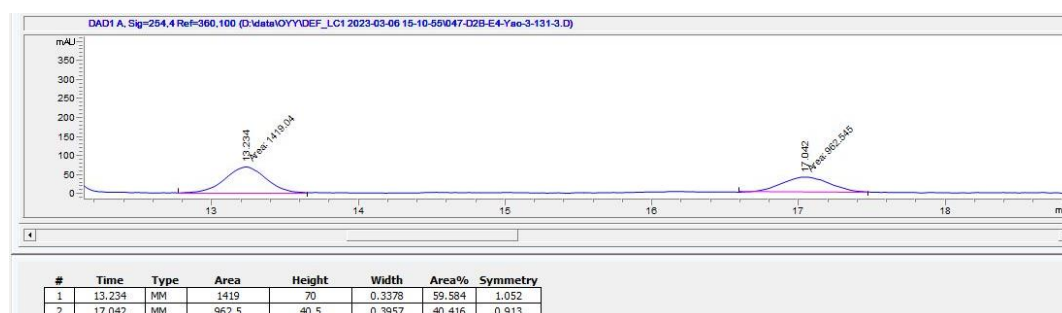 DAD1 A, Sig=254,4 Ref=360,100 (D:\data\OYY\DEF_LC1 2023-03-06 15-10-55\047-D2B-E4-Yao-3-131-3.D)
mAU
350
300
250
200
150
100
50
0
13.234
Area: 1419.04
17.042
Area: 962.545
13 14 15 16 17 18 m
# Time Type Area Height Width Area% Symmetry
1 13.234 MM 1419 70 0.3378 59.584 1.052
2 17.042 MM 962.5 40.5 0.3957 40.416 0.913